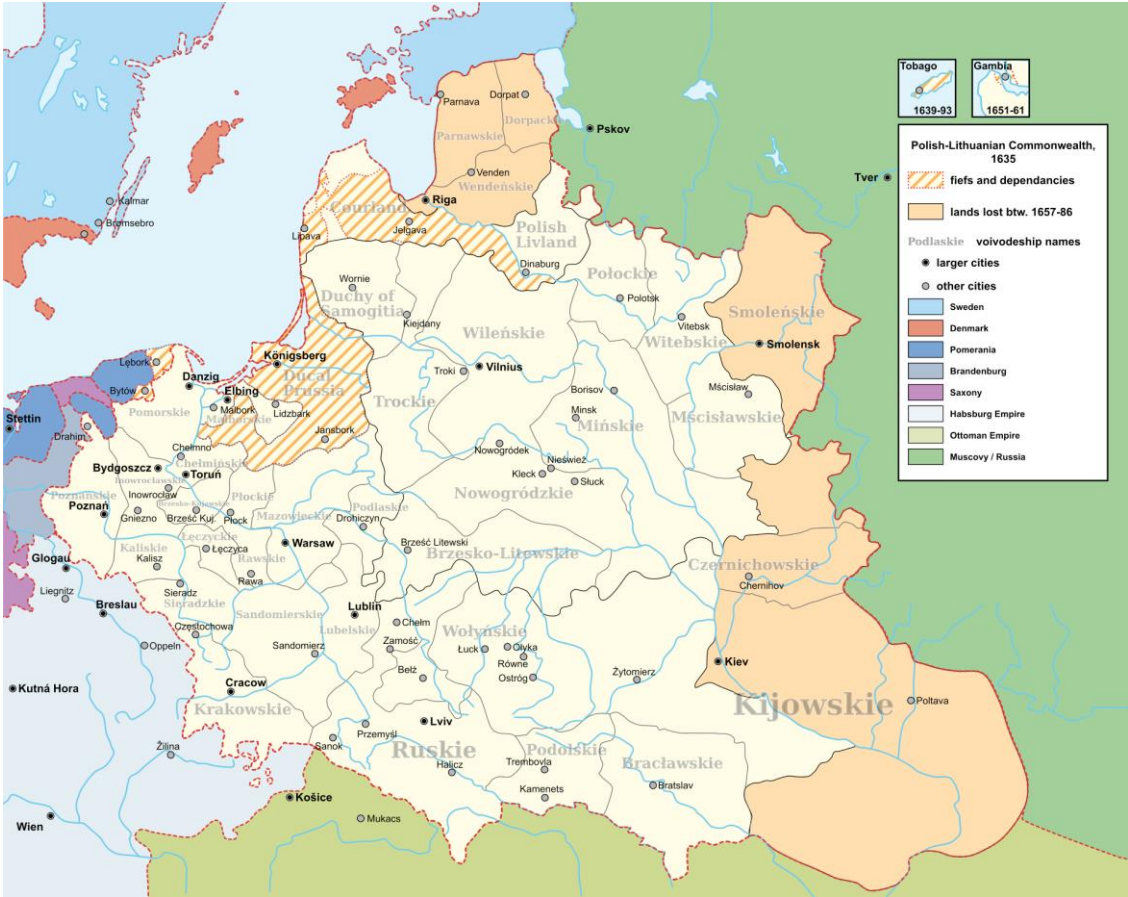 Tobago
1639-93
Gambia
1651-61
Polish-Lithuanian Commonwealth,
1635
fiefs and dependancies
lands lost btw. 1657-86
Podlaskie
voivodeship names
larger cities
other cities
Sweden
Denmark
Pomerania
Brandenburg
Saxony
Habsburg Empire
Ottoman Empire
Muscovy / Russia
Parnava
Dorpat
Dorpackie
Parnawskie
Pskov
Venden
Wendeńskie
Tver
Kalmar
Bromsebro
Riga
Courland
Lipava
Jelgava
Polish
Livland
Dinaburg
Wornie
Duchy of
Samogitia
Kiejdany
Połockie
Polotsk
Wileńskie
Vitebsk
Witebskie
Smoleńskie
Smolensk
Königsberg
Lębork
Danzig
Ducal
Prussia
Troki
Vilnius
Bytów
Elbing
Trockie
Borisov
Mścisław
Pomorskie
Malbork
Malborskie
Lidzbark
Minsk
Mińskie
Mścisławskie
Stettin
Drahim
Jansbork
Chełmno
Chełmińskie
Nowogródek
Bydgoszcz
Toruń
Nieśwież
Kleck
Słuck
Inowrocławskie
Inowrocław
Nowogródzkie
Poznańskie
Poznań
Gniezno
Brzesko-Kujawskie
Brześć Kuj.
Płockie
Płock
Mazowieckie
Podlaskie
Drohiczyn
Łęczyckie
Łęczyca
Warsaw
Brześć Litewski
Brzesko-Litewskie
Kaliskie
Kalisz
Rawskie
Rawa
Glogau
Czernichowskie
Chernihov
Liegnitz
Sieradz
Sieradzkie
Breslau
Sandomierskie
Lublin
Lubelskie
Chełm
Częstochowa
Wołyńskie
Oppeln
Sandomierz
Zamość
Łuck
Olyka
Równe
Kiev
Bełż
Ostróg
Żytomierz
Kutná Hora
Cracow
Krakowskie
Kijowskie
Poltava
Lviv
Przemyśl
Sanok
Ruskie
Halicz
Podolskie
Trembovla
Bracławskie
Bratslav
Žilina
Kamenets
Košice
Mukacs
Wien